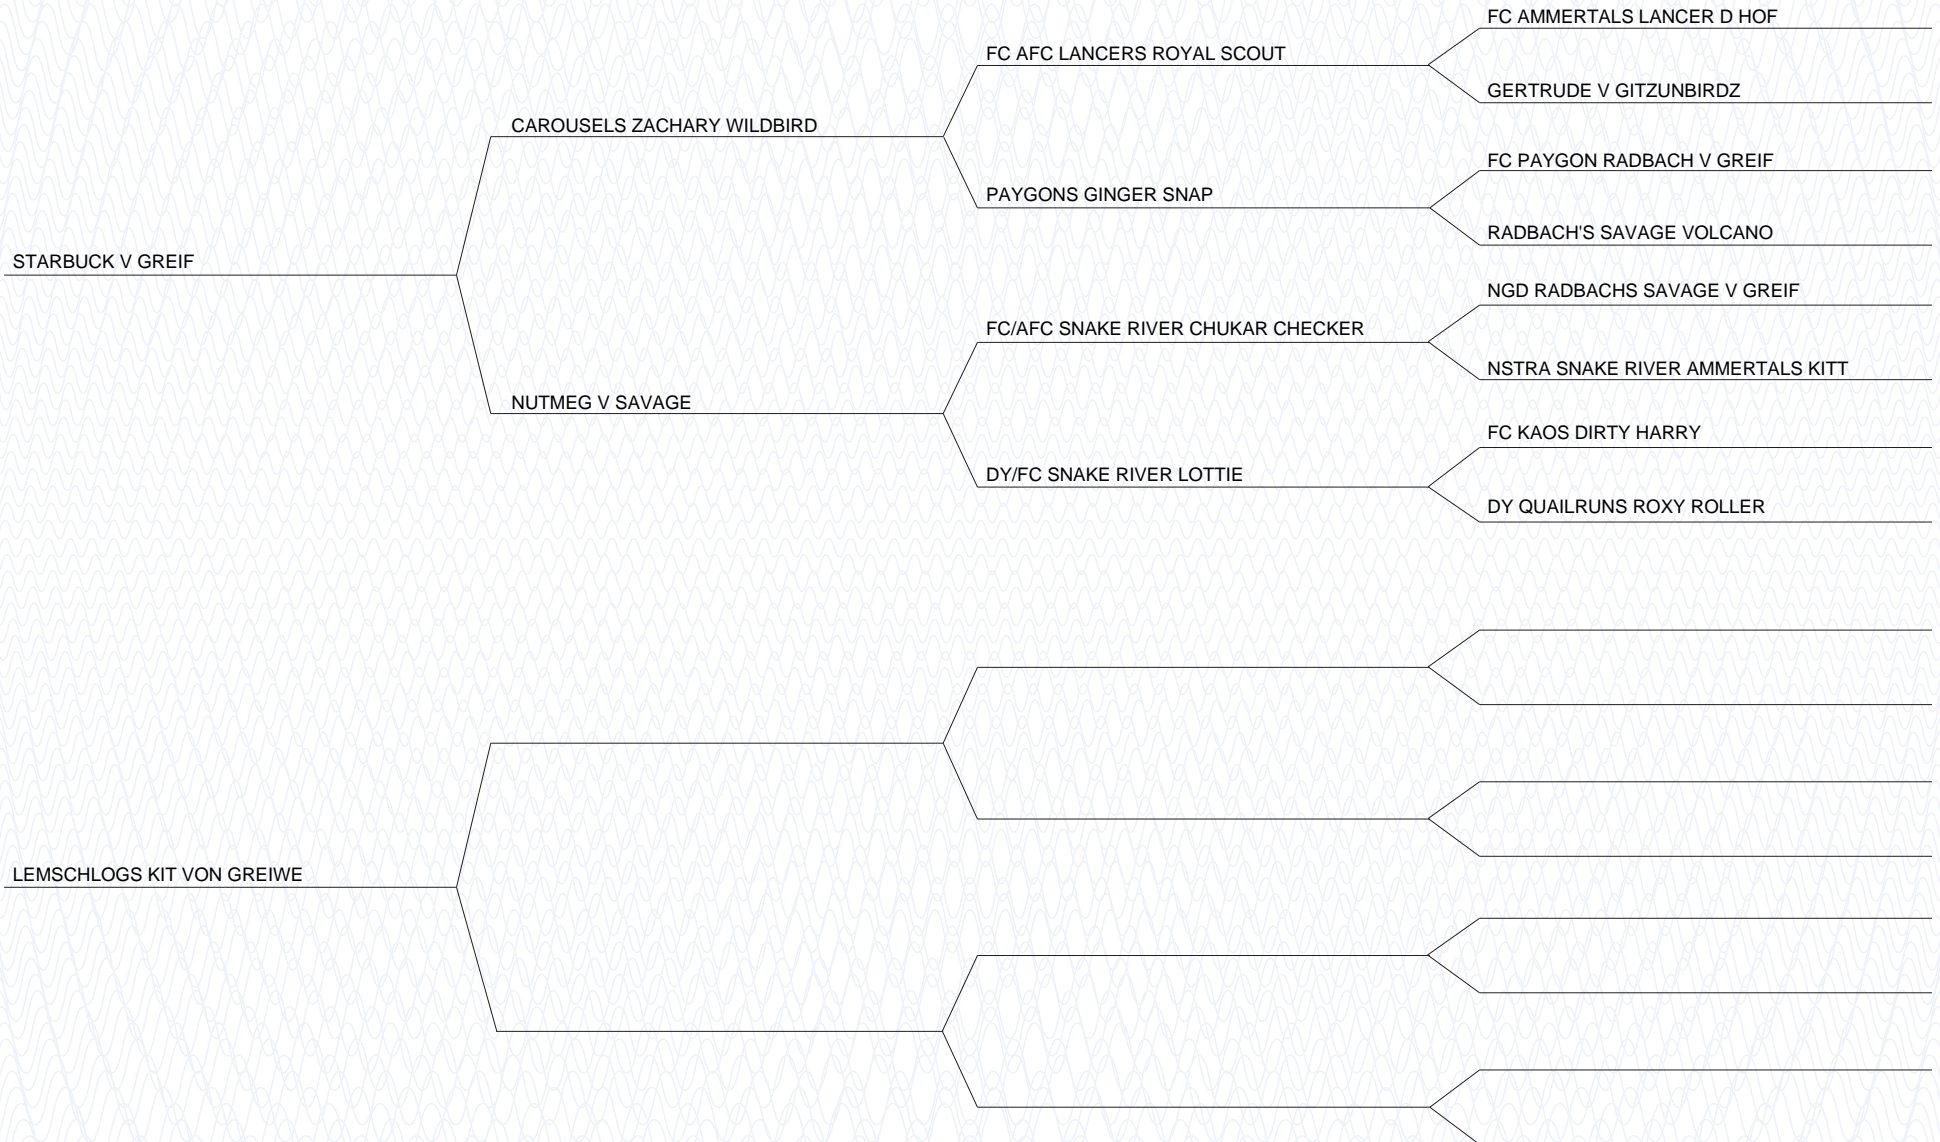 FC AMMERTALS LANCER D HOF
FC AFC LANCERS ROYAL SCOUT
GERTRUDE V GITZUNBIRDZ
CAROUSELS ZACHARY WILDBIRD
FC PAYGON RADBACH V GREIF
PAYGONS GINGER SNAP
RADBACH'S SAVAGE VOLCANO
STARBUCK V GREIF
NGD RADBACHS SAVAGE V GREIF
FC/AFC SNAKE RIVER CHUKAR CHECKER
NSTRA SNAKE RIVER AMMERTALS KITT
NUTMEG V SAVAGE
FC KAOS DIRTY HARRY
DY/FC SNAKE RIVER LOTTIE
DY QUAILRUNS ROXY ROLLER
LEMSCHLOGS KIT VON GREIWE